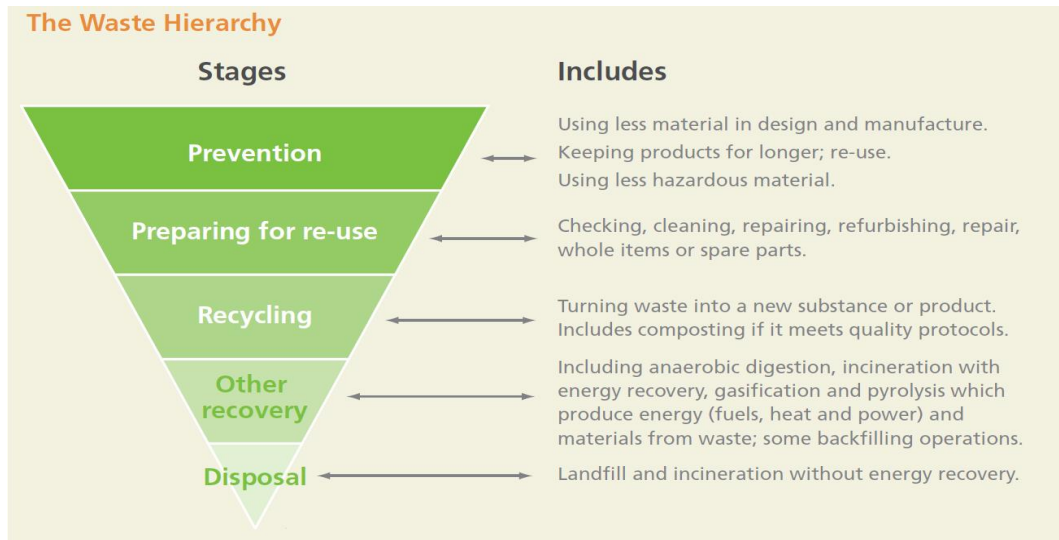 The Waste Hierarchy
Stages
Includes
Prevention
Using less material in design and manufacture.
Keeping products for longer; re-use.
Using less hazardous material.
Preparing for re-use
Checking, cleaning, repairing, refurbishing, repair,
whole items or spare parts.
Recycling
Turning waste into a new substance or product.
Includes composting if it meets quality protocols.
Other
recovery
Including anaerobic digestion, incineration with
energy recovery, gasification and pyrolysis which
produce energy (fuels, heat and power) and
materials from waste; some backfilling operations.
Disposal
Landfill and incineration without energy recovery.